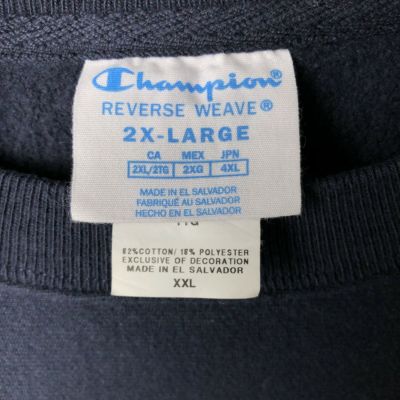 Champion
REVERSE WEAVE®
2X-LARGE
CA MEX JPN
2XL/2TG 2XG 4XL
MADE IN EL SALVADOR
FABRIQUÉ AU SALVADOR
HECHO EN EL SALVADOR
82%COTTON/ 18% POLYESTER
EXCLUSIVE OF DECORATION
MADE IN EL SALVADOR
XXL